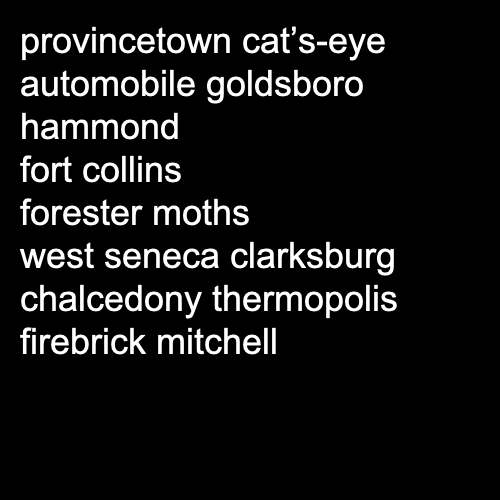 provincetown cat’s-eye
automobile goldsboro
hammond
fort collins
forester moths
west seneca clarksburg
chalcedony thermopolis
firebrick mitchell